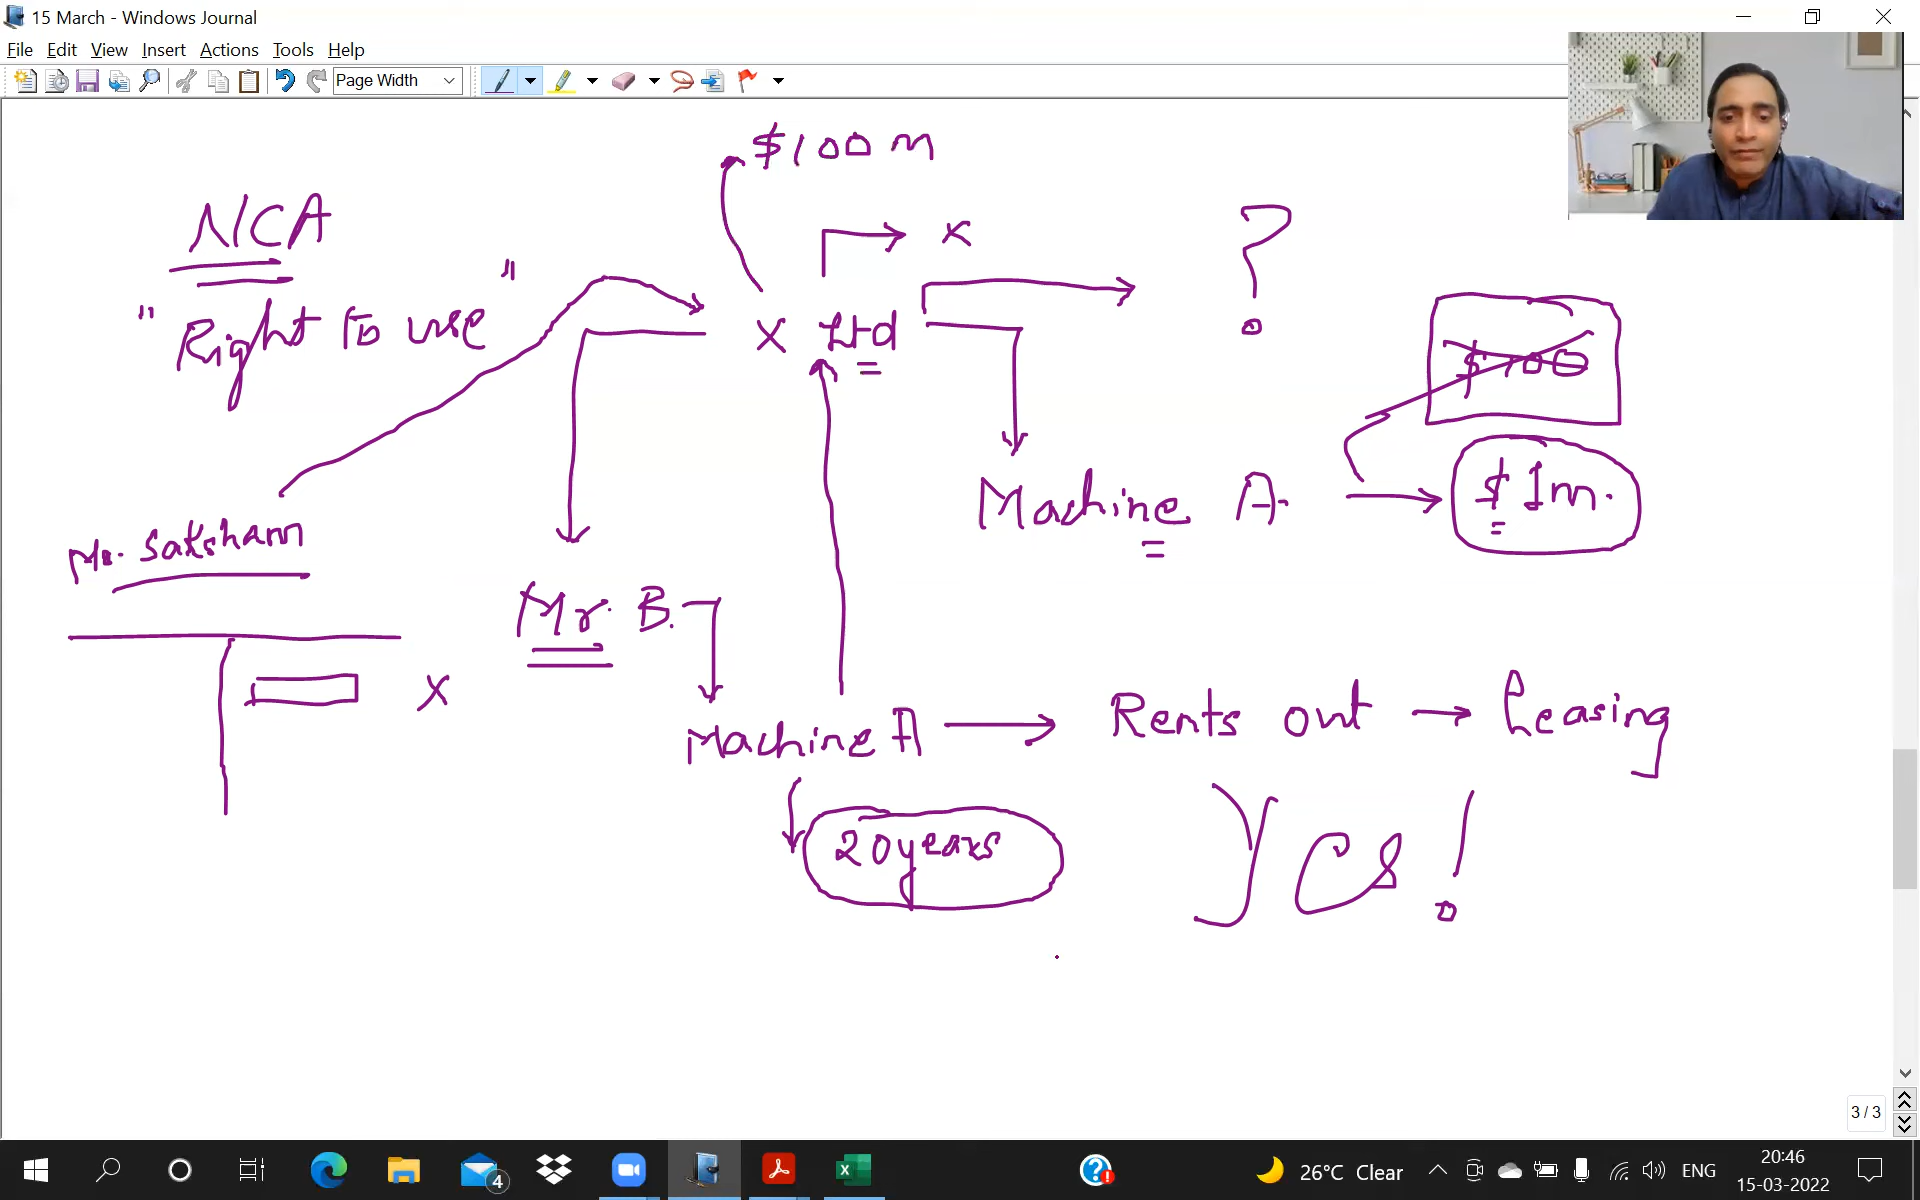 15 March - Windows Journal
File Edit View Insert Actions Tools Help
Page Width
$100 m
NCA
x
?
" Right to use "
X Ltd
$ 100
Machine A.
$ 1m.
Mr. Saksham
Mr. B.
X
Machine A → Rents out → Leasing
20 years
Yes!
3 / 3
4
26°C Clear
ENG
20:46
15-03-2022